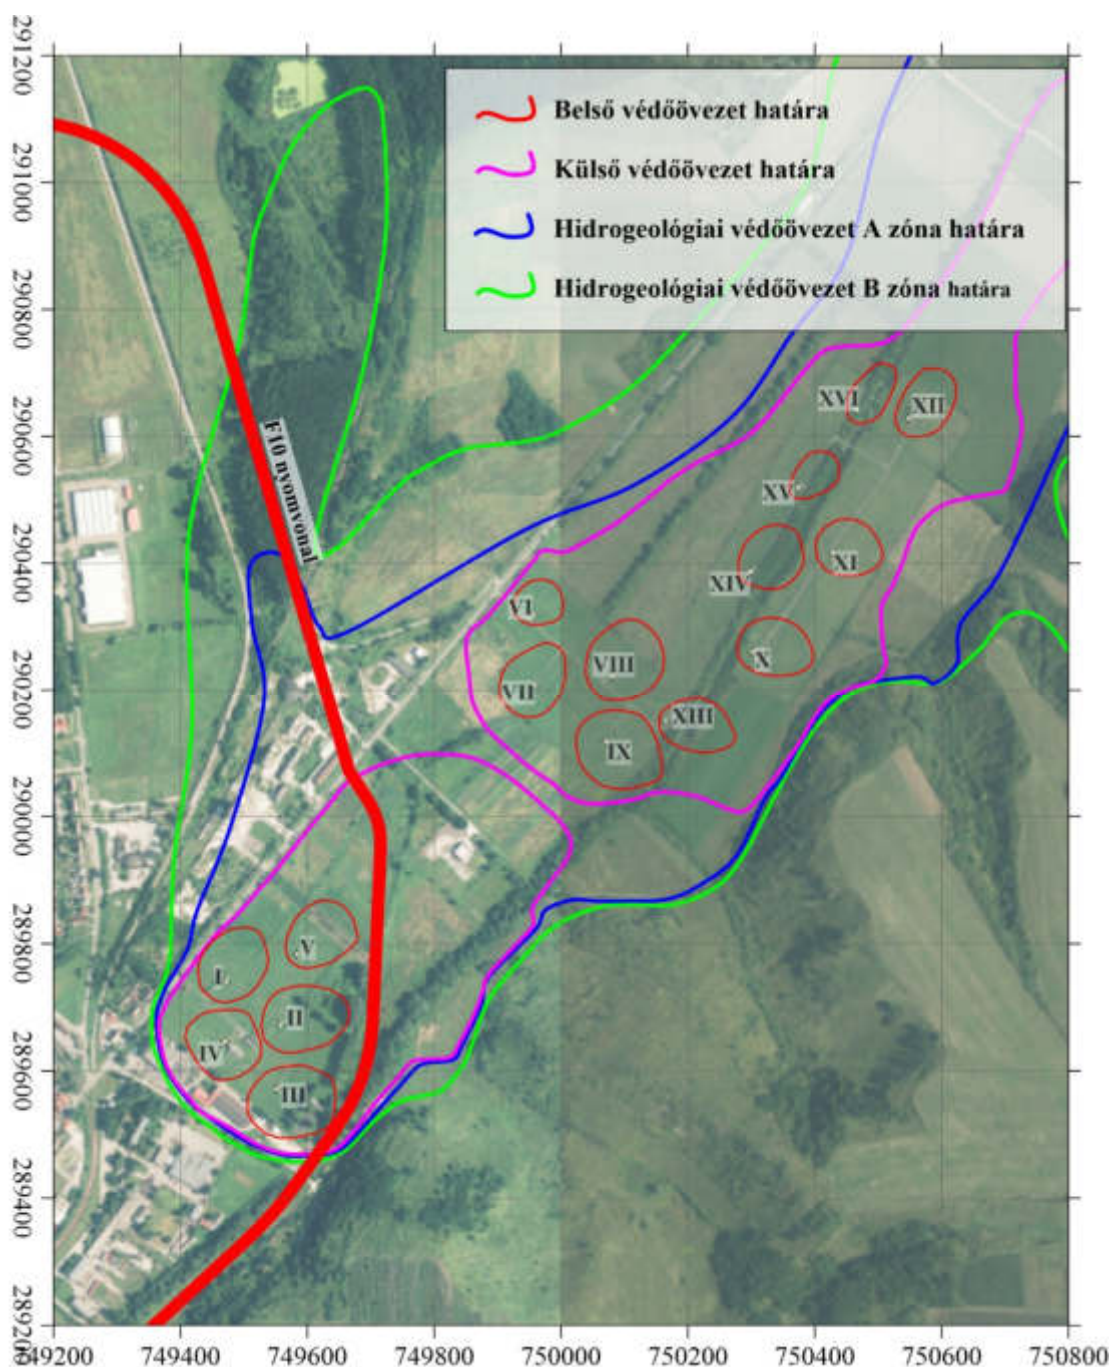 Belső védőövezet határa
Külső védőövezet határa
Hidrogeológiai védőövezet A zóna határa
Hidrogeológiai védőövezet B zóna határa
291200
291000
290800
290600
290400
290200
290000
289800
289600
289400
289200
F10 nyomvonal
XVI
XII
XV
XIV
XI
VI
VII
VIII
X
IX
XIII
I.
V
II
IV
III
749200
749400
749600
749800
750000
750200
750400
750600
750800